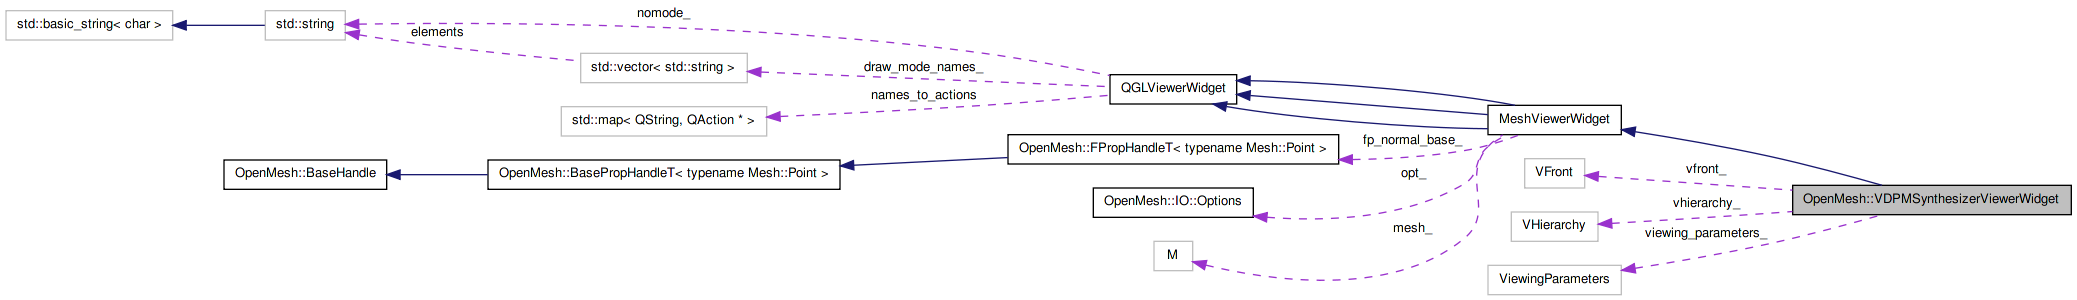 std::basic_string< char >
std::string
nomode_
elements
std::vector< std::string >
draw_mode_names_
names_to_actions
std::map< QString, QAction * >
QGLViewerWidget
MeshViewerWidget
OpenMesh::BaseHandle
OpenMesh::BasePropHandleT< typename Mesh::Point >
OpenMesh::FPropHandleT< typename Mesh::Point >
fp_normal_base_
opt_
OpenMesh::IO::Options
mesh_
M
VFront
vfront_
VHierarchy
vhierarchy_
viewing_parameters_
ViewingParameters
OpenMesh::VDPMSynthesizerViewerWidget